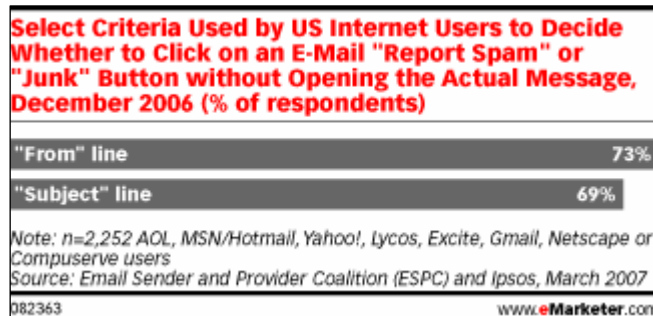 Select Criteria Used by US Internet Users to Decide
Whether to Click on an E-Mail "Report Spam" or
"Junk" Button without Opening the Actual Message,
December 2006 (% of respondents)
"From" line 73%
"Subject" line 69%
Note: n=2,252 AOL, MSN/Hotmail, Yahoo!, Lycos, Excite, Gmail, Netscape or
Compuserve users
Source: Email Sender and Provider Coalition (ESPC) and Ipsos, March 2007
082363 www.eMarketer.com